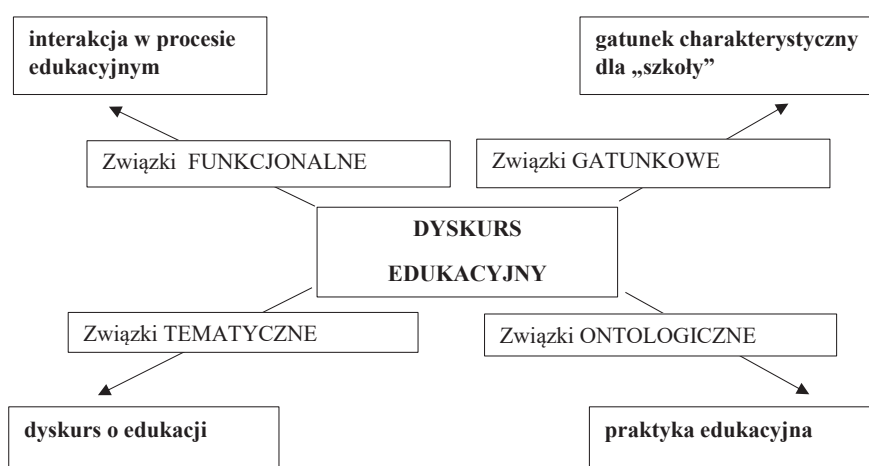 interakcja w procesie
edukacyjnym
gatunek charakterystyczny
dla „szkoły”
Związki FUNKCJONALNE
Związki GATUNKOWE
DYSKURS
EDUKACYJNY
Związki TEMATYCZNE
Związki ONTOLOGICZNE
dyskurs o edukacji
praktyka edukacyjna